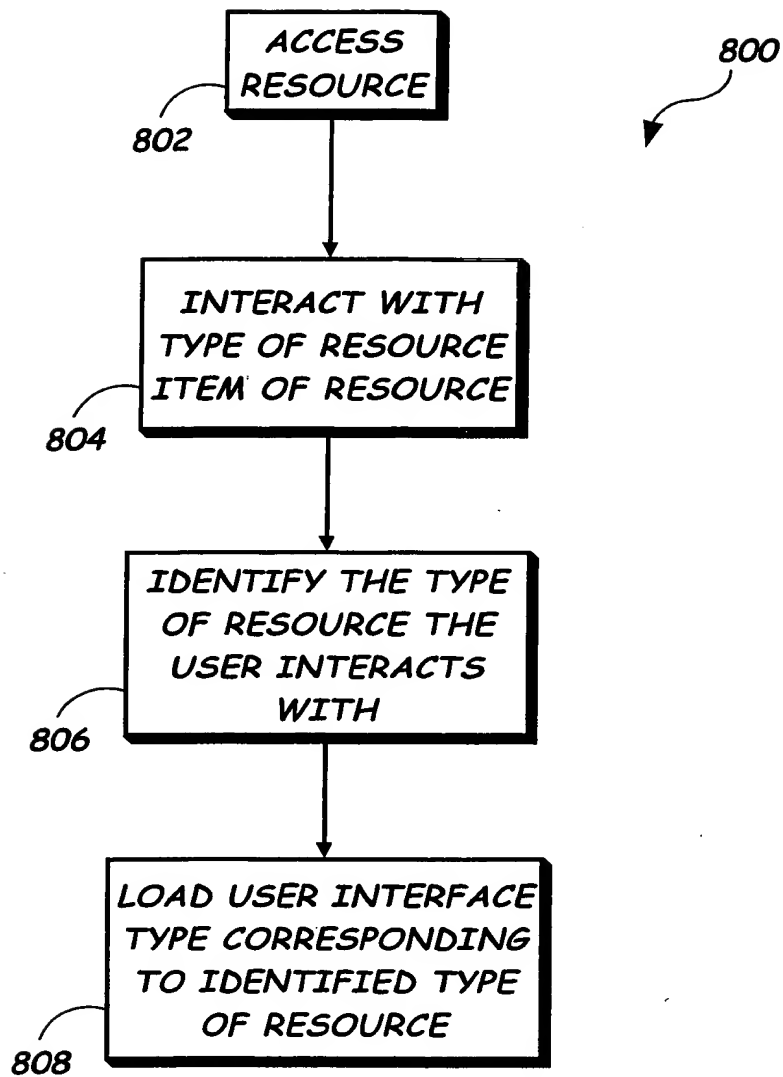 ACCESS
RESOURCE
800
802
INTERACT WITH
TYPE OF RESOURCE
ITEM OF RESOURCE
804
IDENTIFY THE TYPE
OF RESOURCE THE
USER INTERACTS
WITH
806
LOAD USER INTERFACE
TYPE CORRESPONDING
TO IDENTIFIED TYPE
OF RESOURCE
808